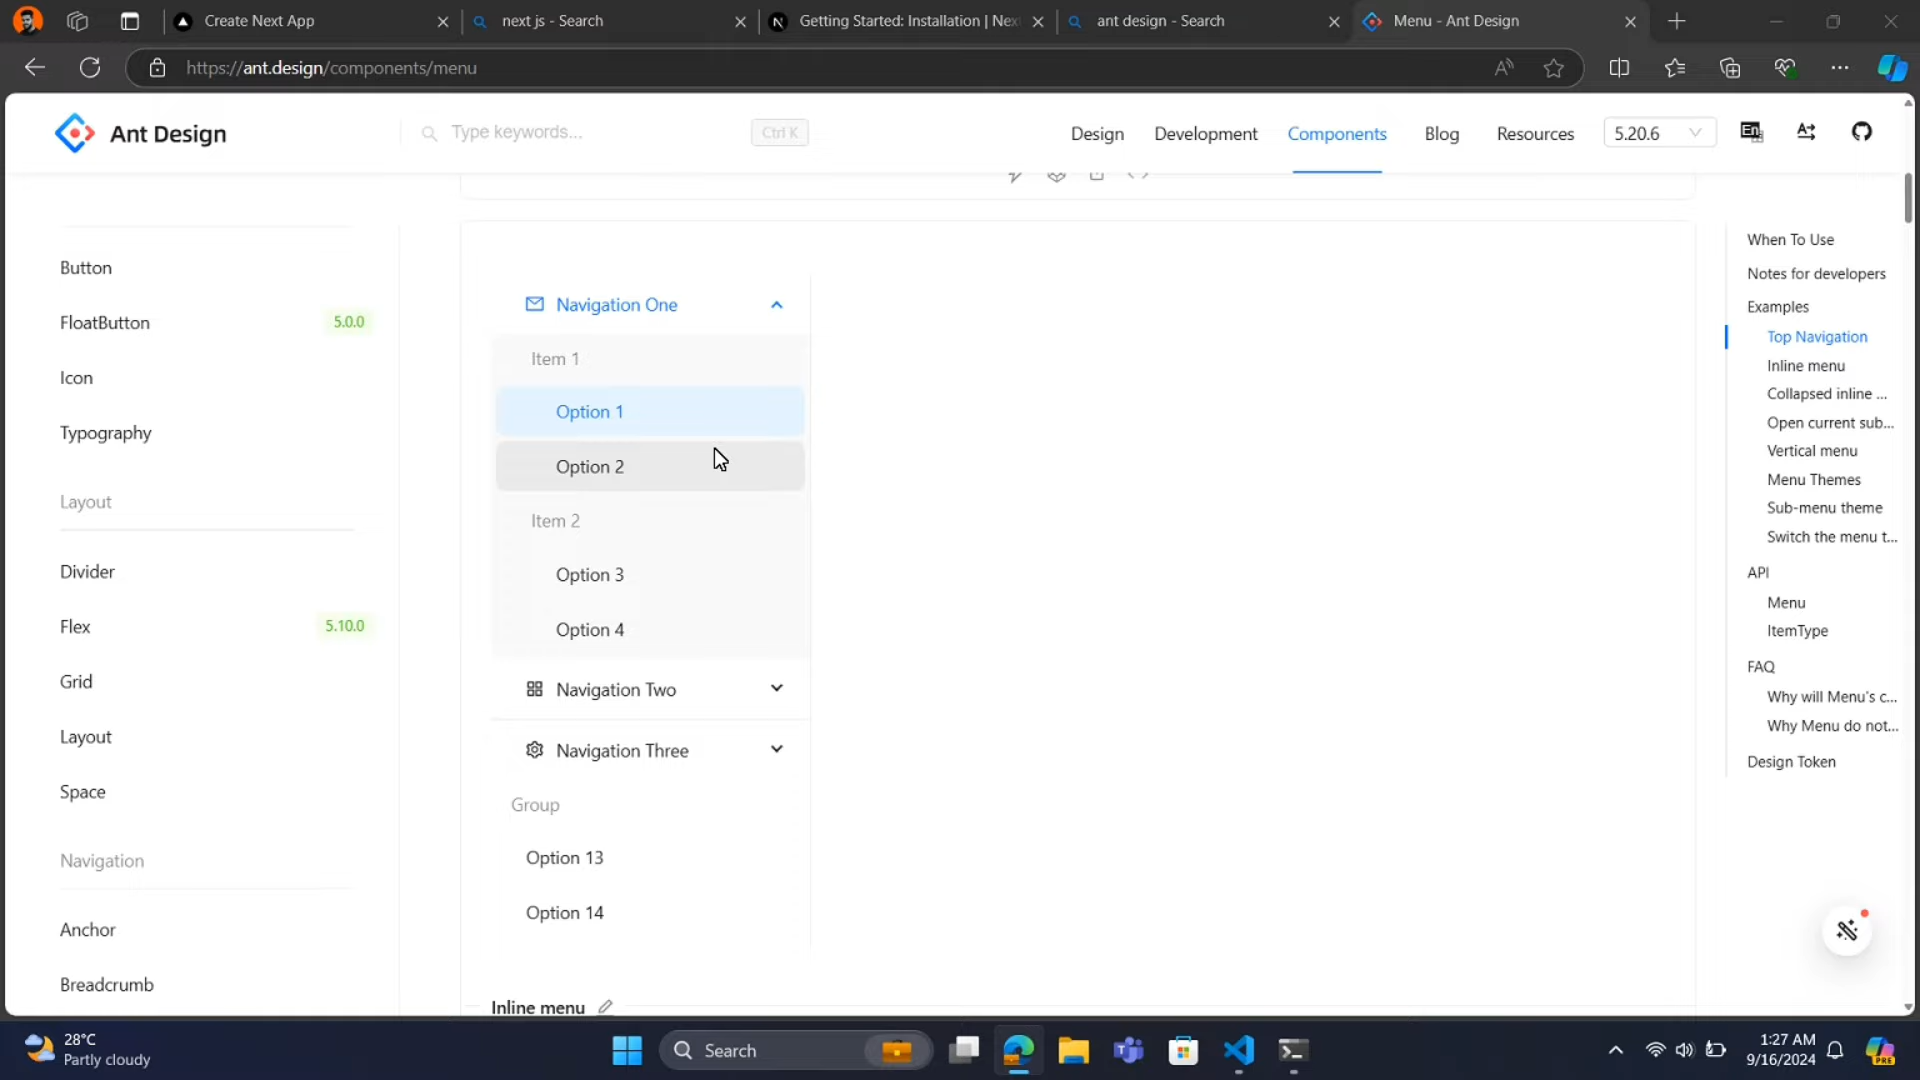 Create Next App
next js - Search
Getting Started: Installation | Nex
ant design - Search
Menu - Ant Design
https://ant.design/components/menu
Ant Design
Type keywords...
Ctrl K
Design
Development
Components
Blog
Resources
5.20.6
Button
FloatButton
5.0.0
Icon
Typography
Layout
Divider
Flex
5.10.0
Grid
Layout
Space
Navigation
Anchor
Breadcrumb
Navigation One
Item 1
Option 1
Option 2
Item 2
Option 3
Option 4
Navigation Two
Navigation Three
Group
Option 13
Option 14
Inline menu
When To Use
Notes for developers
Examples
Top Navigation
Inline menu
Collapsed inline ...
Open current sub...
Vertical menu
Menu Themes
Sub-menu theme
Switch the menu t...
API
Menu
ItemType
FAQ
Why will Menu's c...
Why Menu do not...
Design Token
28°C
Partly cloudy
Search
1:27 AM
9/16/2024
PRE